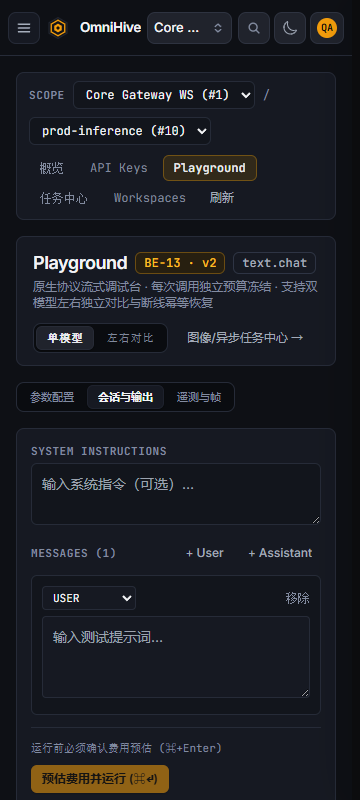 OmniHive Core ... QA
SCOPE Core Gateway WS (#1) /
prod-inference (#10)
概览 API Keys Playground
任务中心 Workspaces 刷新
Playground BE-13 · v2 text.chat
原生协议流式调试台 · 每次调用独立预算冻结 · 支持双
模型左右独立对比与断线幂等恢复
单模型 左右对比 图像/异步任务中心 →
参数配置 会话与输出 遥测与帧
SYSTEM INSTRUCTIONS
输入系统指令（可选）...
MESSAGES (1) + User + Assistant
USER 移除
输入测试提示词...
运行前必须确认费用预估 (⌘+Enter)
预估费用并运行 (⌘↵)